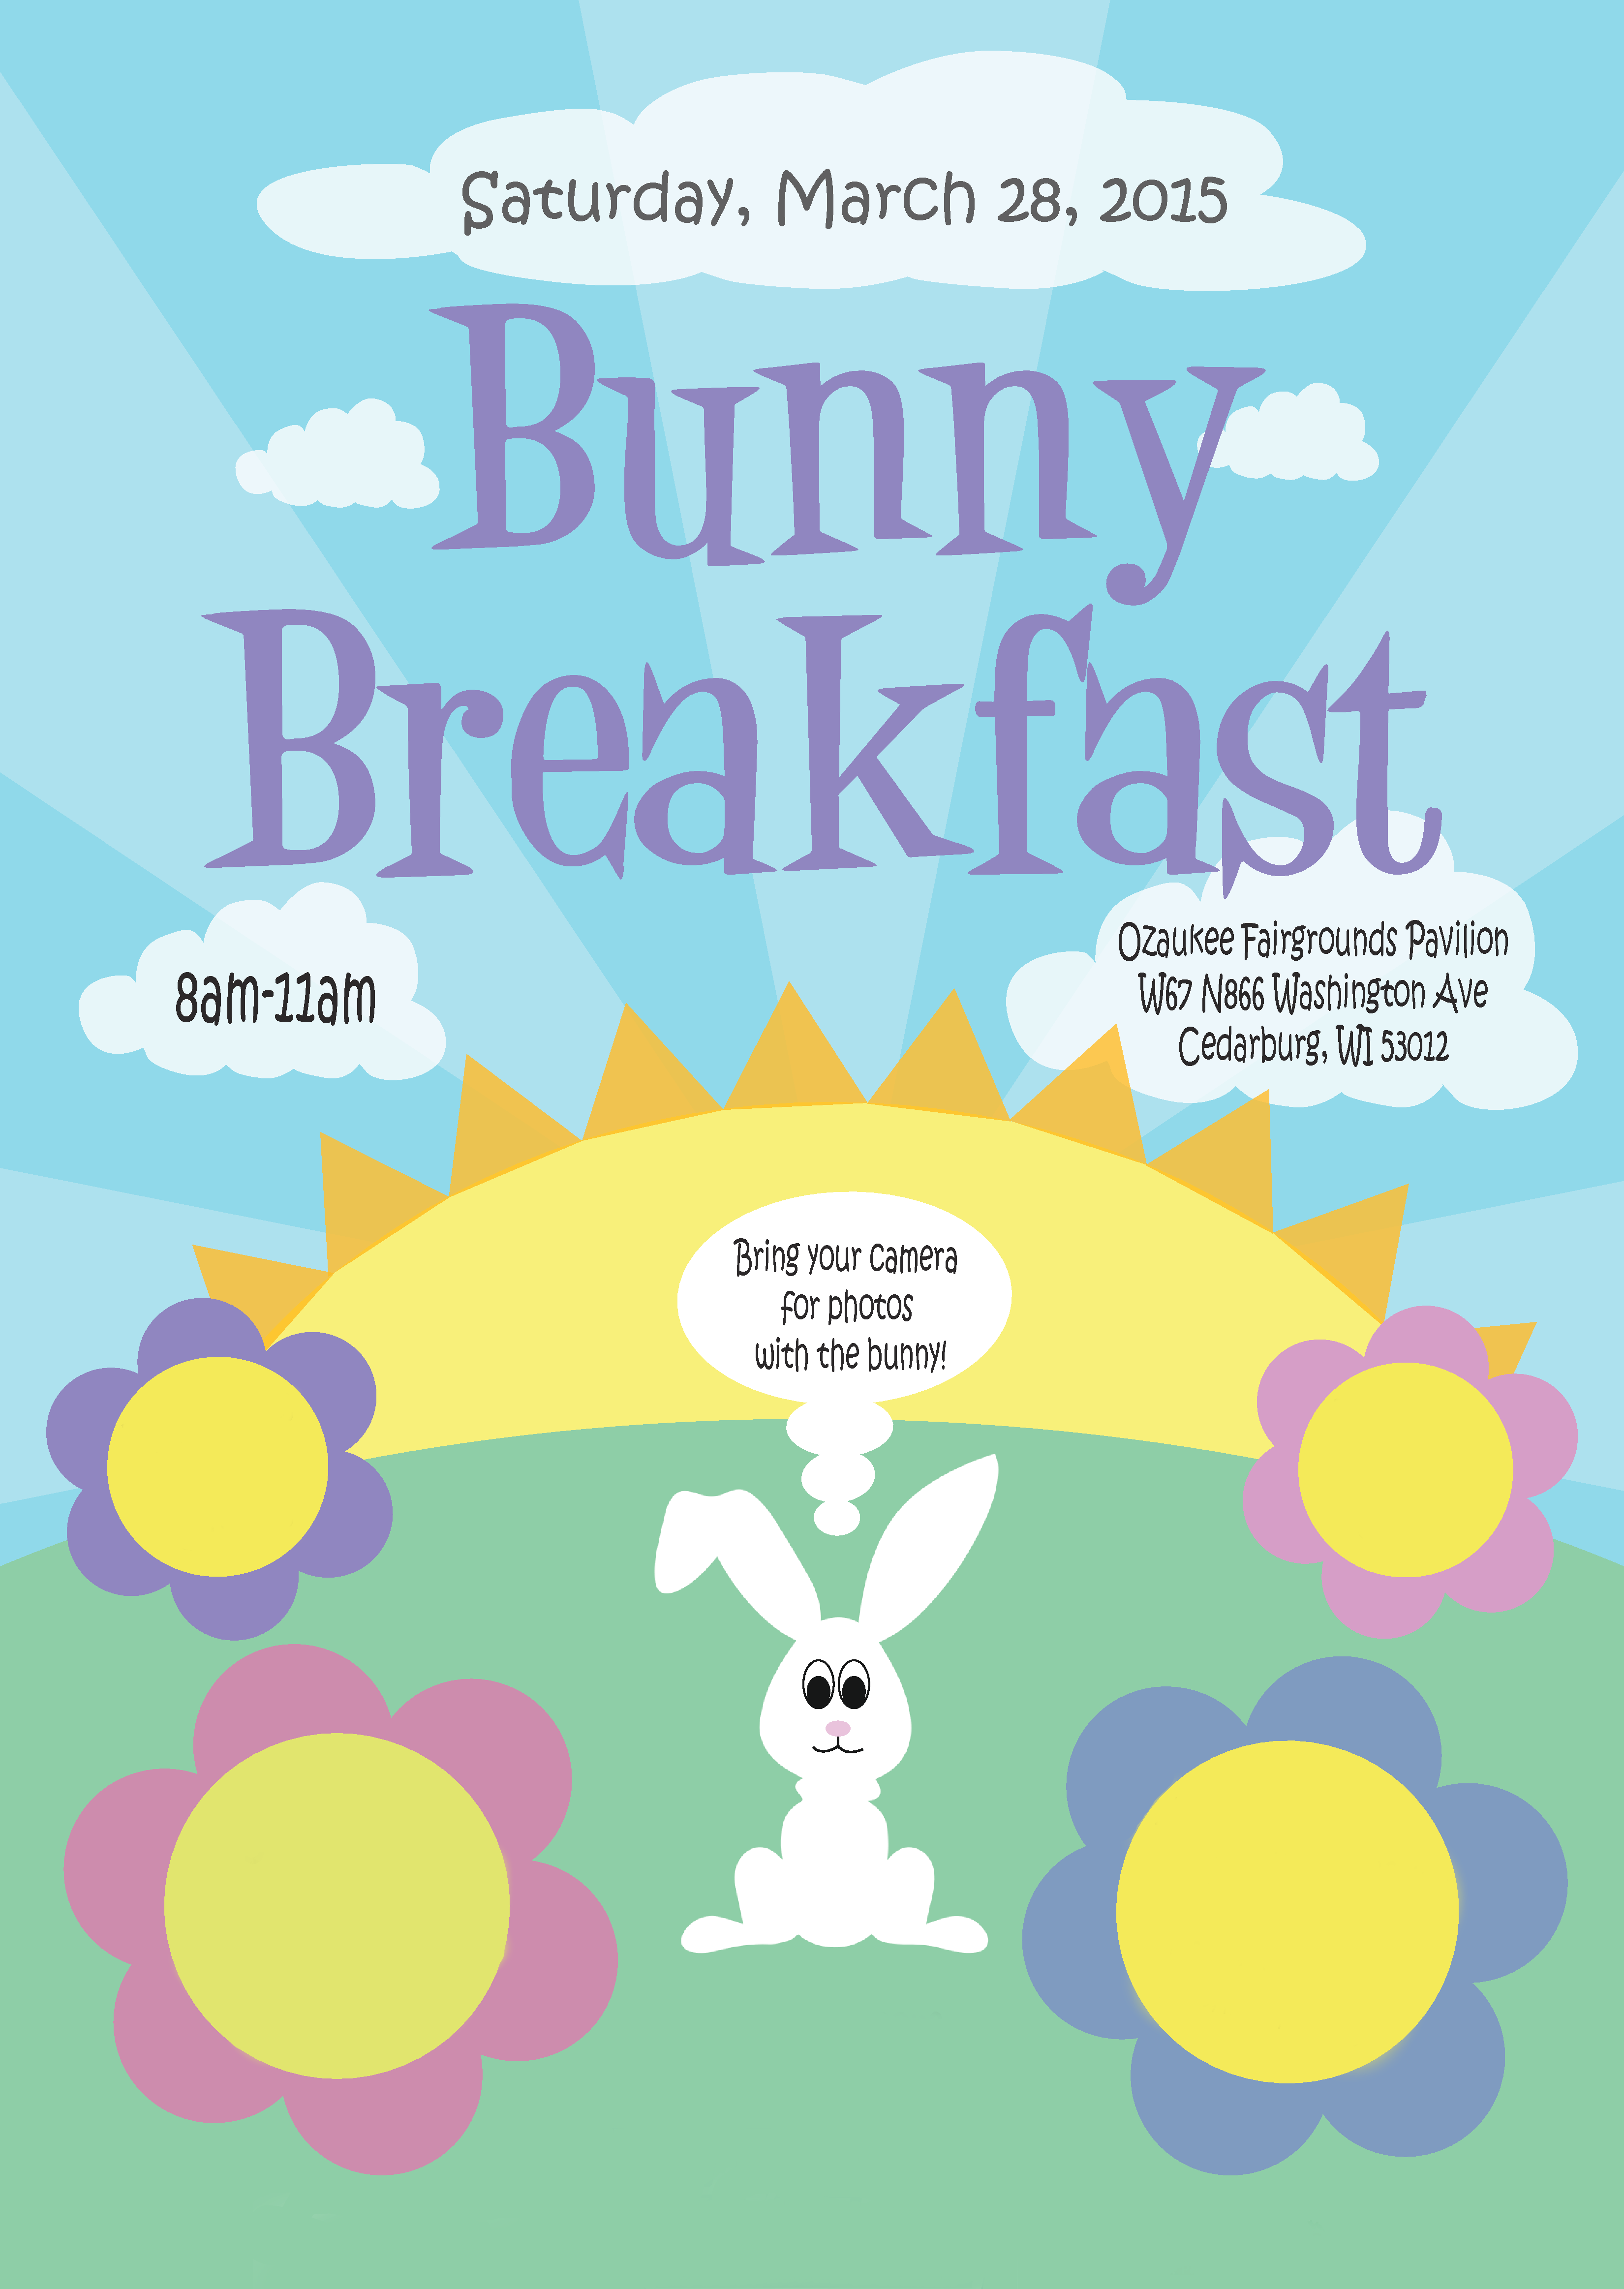 Saturday, March 28, 2015
Bunny
Breakfast
8am-11am
Ozaukee Fairgrounds Pavilion
W67 N866 Washington Ave
Cedarburg, WI 53012
Bring your camera
for photos
with the bunny!